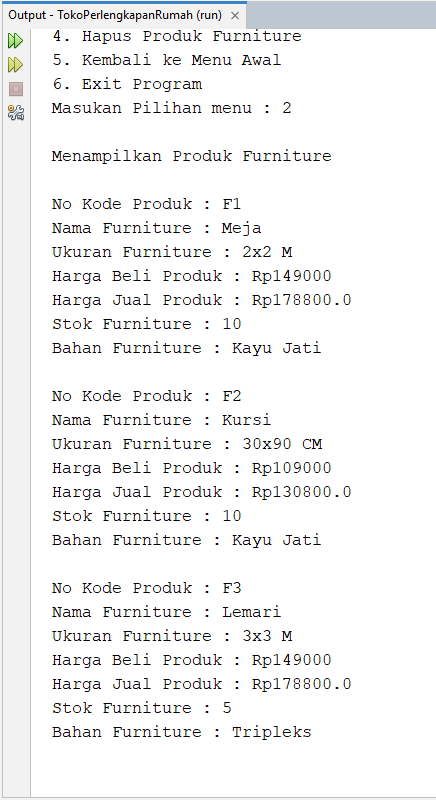 Output - TokoPerlengkapanRumah (run) ×
4. Hapus Produk Furniture
5. Kembali ke Menu Awal
6. Exit Program
Masukan Pilihan menu : 2
Menampilkan Produk Furniture
No Kode Produk : F1
Nama Furniture : Meja
Ukuran Furniture : 2x2 M
Harga Beli Produk : Rp149000
Harga Jual Produk : Rp178800.0
Stok Furniture : 10
Bahan Furniture : Kayu Jati
No Kode Produk : F2
Nama Furniture : Kursi
Ukuran Furniture : 30x90 CM
Harga Beli Produk : Rp109000
Harga Jual Produk : Rp130800.0
Stok Furniture : 10
Bahan Furniture : Kayu Jati
No Kode Produk : F3
Nama Furniture : Lemari
Ukuran Furniture : 3x3 M
Harga Beli Produk : Rp149000
Harga Jual Produk : Rp178800.0
Stok Furniture : 5
Bahan Furniture : Tripleks